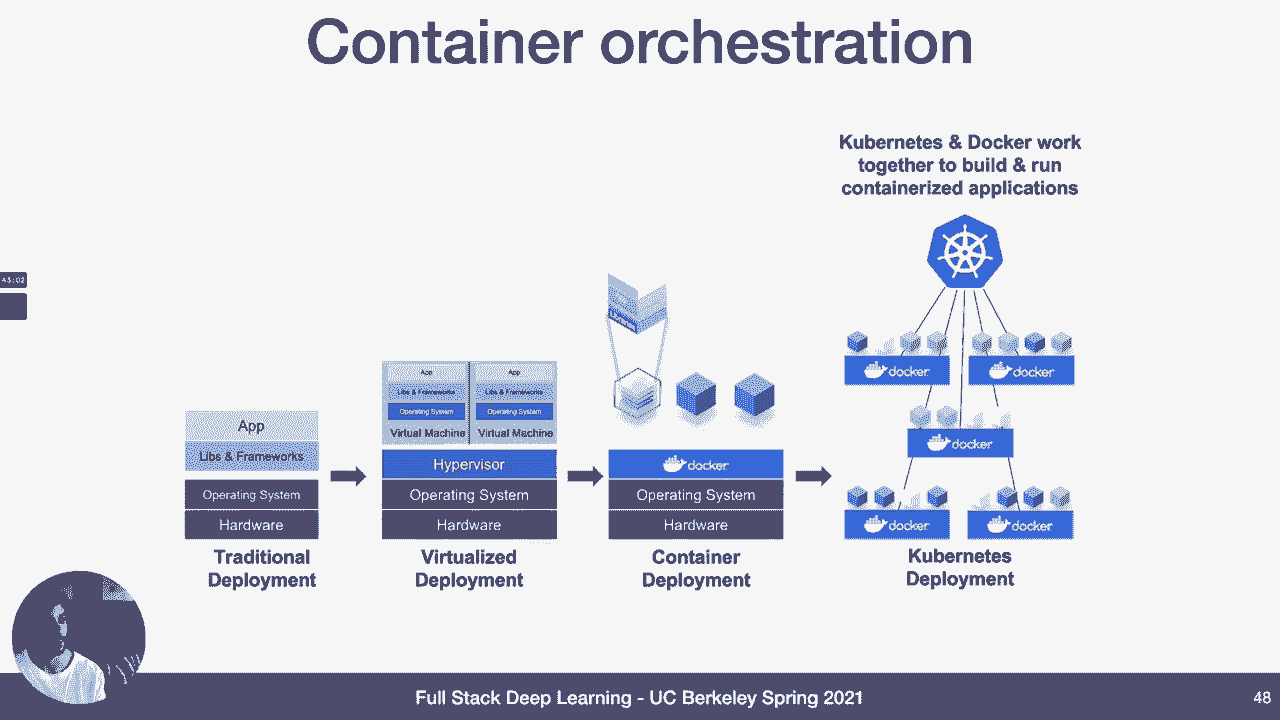 Container orchestration
Kubernetes & Docker work
together to build & run
containerized applications
43:02
App
Libs & Frameworks
Operating System
Hardware
Traditional
Deployment
App
Libs & Frameworks
Operating System
Virtual Machine
App
Libs & Frameworks
Operating System
Virtual Machine
Hypervisor
Operating System
Hardware
Virtualized
Deployment
docker
Operating System
Hardware
Container
Deployment
docker
docker
docker
docker
docker
Kubernetes
Deployment
Full Stack Deep Learning - UC Berkeley Spring 2021
48